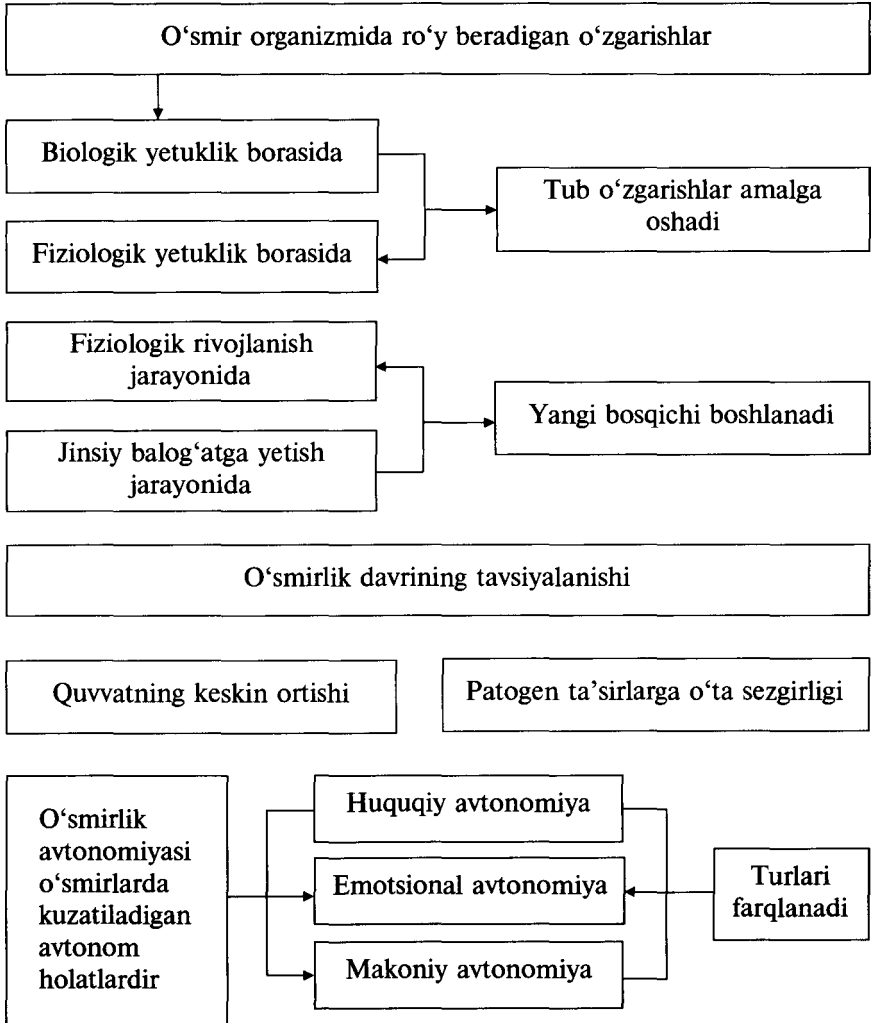 O‘smir organizmida ro‘y beradigan o‘zgarishlar
Biologik yetuklik borasida
Tub o‘zgarishlar amalga
oshadi
Fiziologik yetuklik borasida
Fiziologik rivojlanish
jarayonida
Yangi bosqichi boshlanadi
Jinsiy balog‘atga yetish
jarayonida
O‘smirlik davrining tavsiyalanishi
Quvvatning keskin ortishi
Patogen ta’sirlarga o‘ta sezgirligi
O‘smirlik
avtonomiyasi
o‘smirlarda
kuzatiladigan
avtonom
holatlardir
Huquqiy avtonomiya
Emotsional avtonomiya
Makoniy avtonomiya
Turlari
farqlanadi